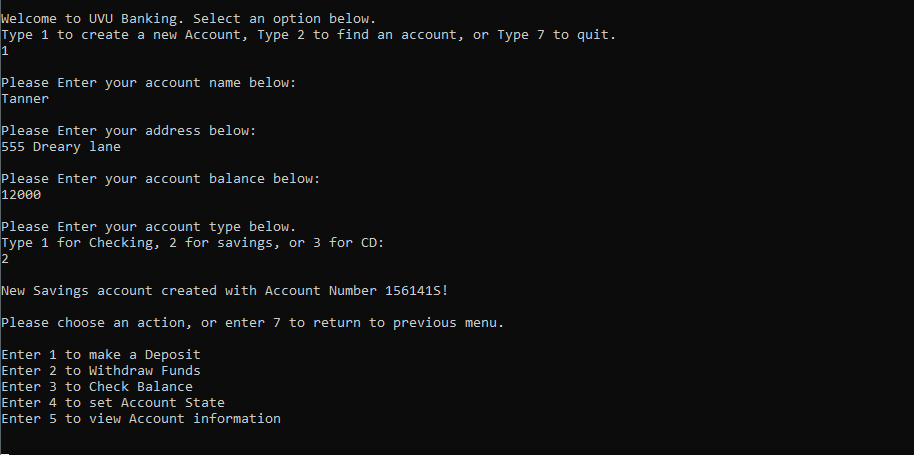 Welcome to UVU Banking. Select an option below.
Type 1 to create a new Account, Type 2 to find an account, or Type 7 to quit.
1
Please Enter your account name below:
Tanner
Please Enter your address below:
555 Dreary lane
Please Enter your account balance below:
12000
Please Enter your account type below.
Type 1 for Checking, 2 for savings, or 3 for CD:
2
New Savings account created with Account Number 156141S!
Please choose an action, or enter 7 to return to previous menu.
Enter 1 to make a Deposit
Enter 2 to Withdraw Funds
Enter 3 to Check Balance
Enter 4 to set Account State
Enter 5 to view Account information